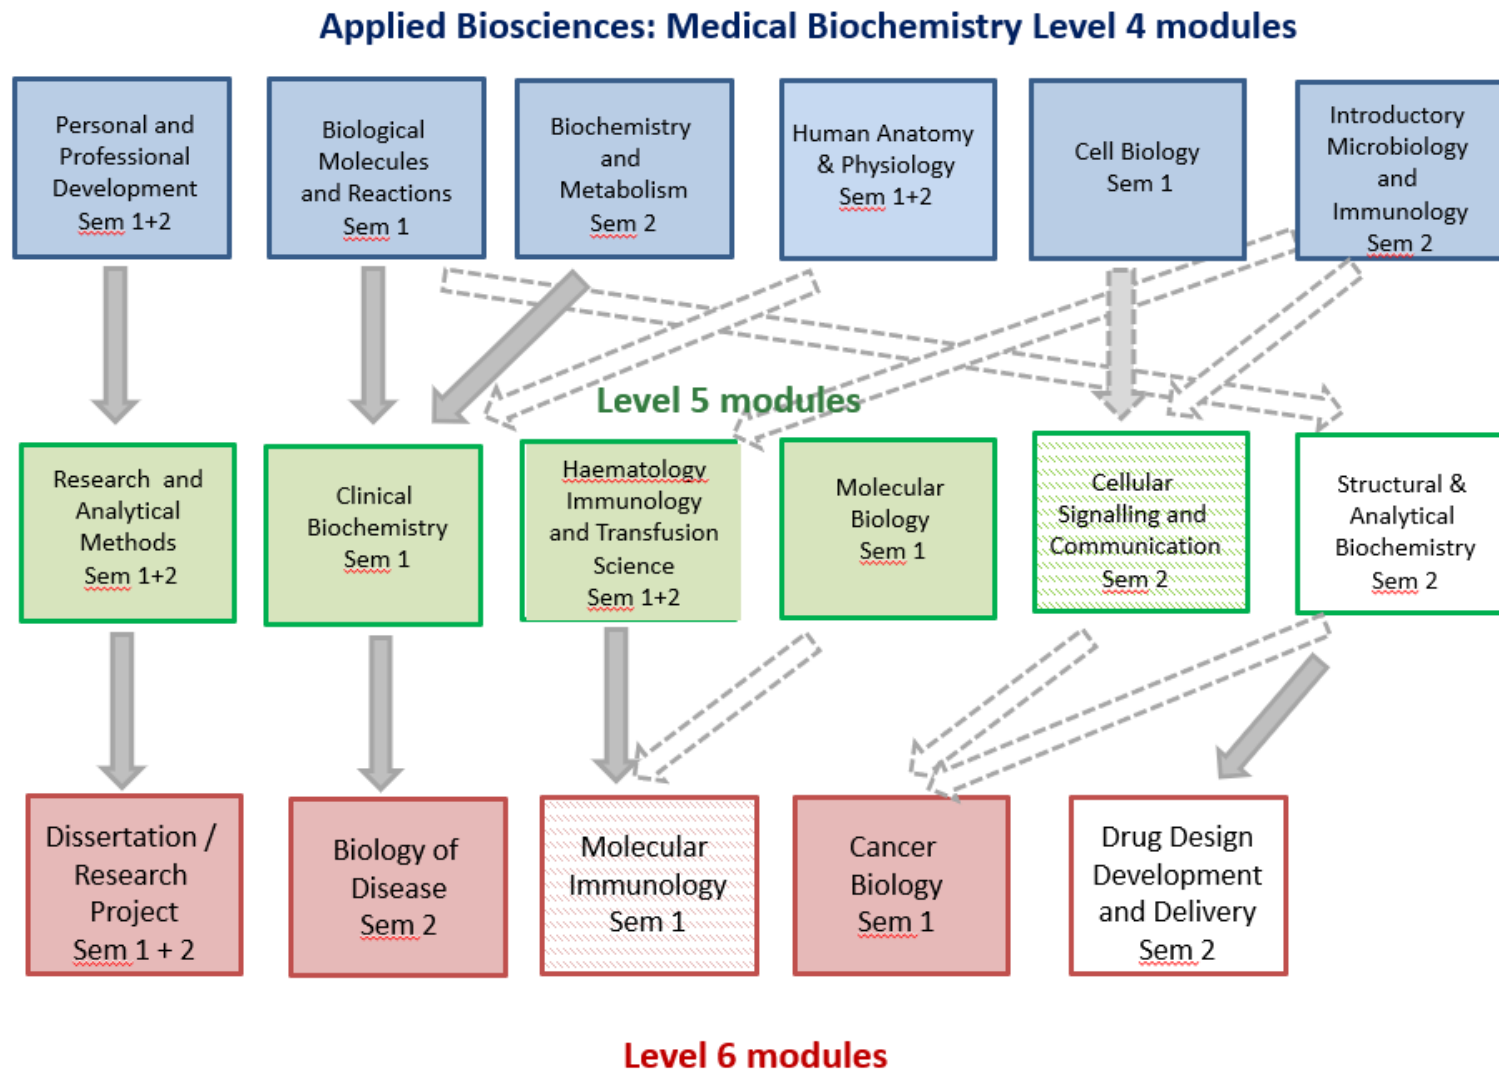 Applied Biosciences: Medical Biochemistry Level 4 modules
Personal and
Professional
Development
Sem 1+2
Biological
Molecules
and Reactions
Sem 1
Biochemistry
and
Metabolism
Sem 2
Human Anatomy
& Physiology
Sem 1+2
Cell Biology
Sem 1
Introductory
Microbiology
and
Immunology
Sem 2
Level 5 modules
Research and
Analytical
Methods
Sem 1+2
Clinical
Biochemistry
Sem 1
Haematology
Immunology
and Transfusion
Science
Sem 1+2
Molecular
Biology
Sem 1
Cellular
Signalling and
Communication
Sem 2
Structural &
Analytical
Biochemistry
Sem 2
Dissertation /
Research
Project
Sem 1 + 2
Biology of
Disease
Sem 2
Molecular
Immunology
Sem 1
Cancer
Biology
Sem 1
Drug Design
Development
and Delivery
Sem 2
Level 6 modules